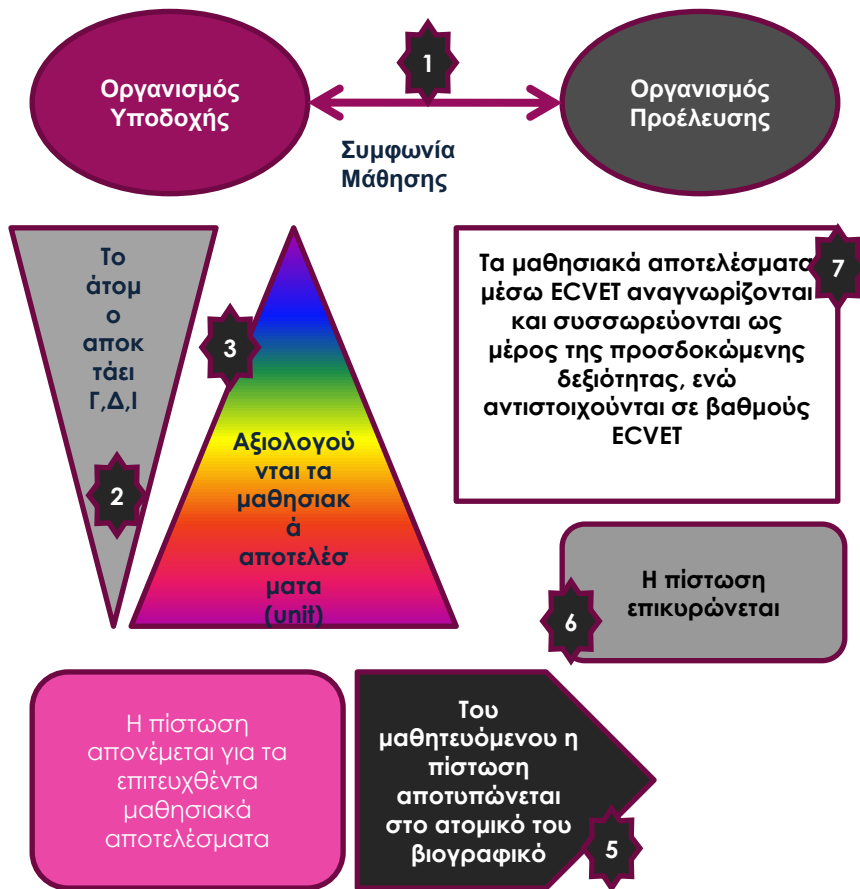 1
Οργανισμός
Υποδοχής
Οργανισμός
Προέλευσης
Συμφωνία
Μάθησης
Το
άτομ
ο
αποκ
τάει
Γ,Δ,Ι
2
3
Αξιολογού
νται τα
μαθησιακ
ά
αποτελέσ
ματα
(unit)
7
Τα μαθησιακά αποτελέσματα
μέσω ECVET αναγνωρίζονται
και συσσωρεύονται ως
μέρος της προσδοκώμενης
δεξιότητας, ενώ
αντιστοιχούνται σε βαθμούς
ECVET
Η πίστωση
επικυρώνεται
6
Η πίστωση
απονέμεται για τα
επιτευχθέντα
μαθησιακά
αποτελέσματα
Του
μαθητευόμενου η
πίστωση
αποτυπώνεται
στο ατομικό του
βιογραφικό
5